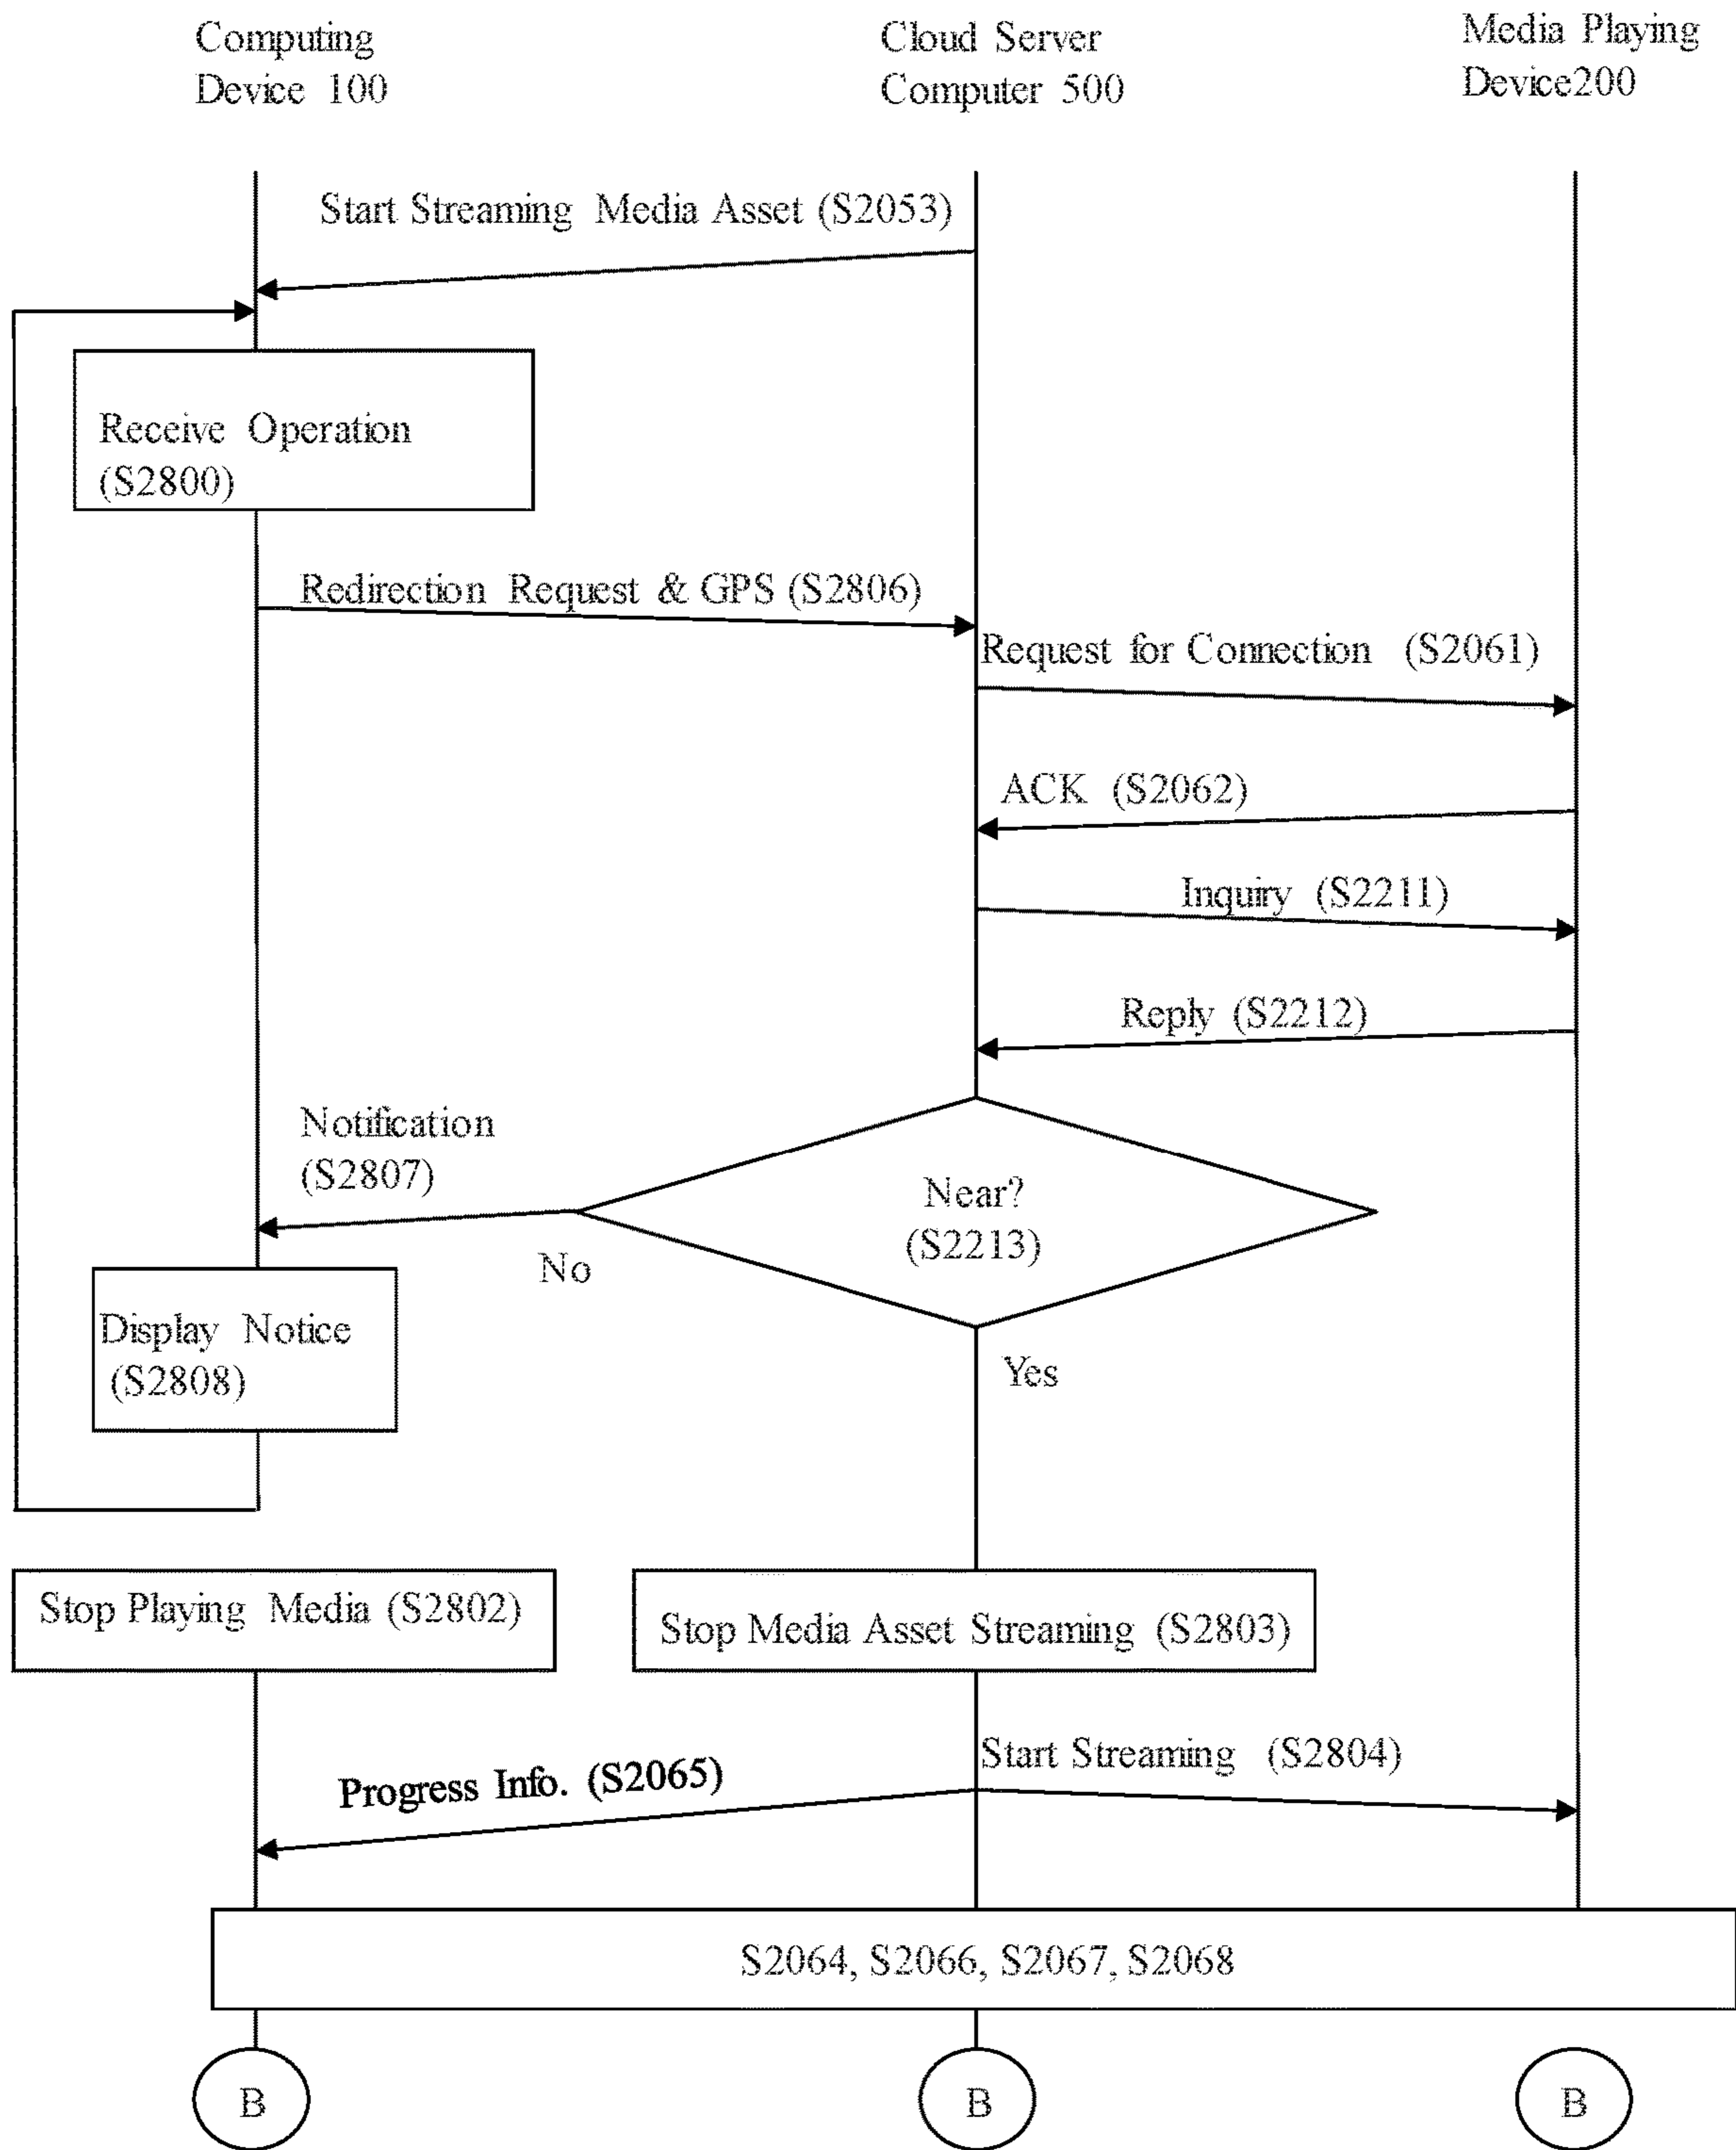 Computing
Device 100
Cloud Server
Computer 500
Media Playing
Device200
Start Streaming Media Asset (S2053)
Receive Operation
(S2800)
Redirection Request & GPS (S2806)
Request for Connection (S2061)
ACK (S2062)
Inquiry (S2211)
Reply (S2212)
Notification
(S2807)
Near?
(S2213)
No
Display Notice
(S2808)
Yes
Stop Playing Media (S2802)
Stop Media Asset Streaming (S2803)
Start Streaming (S2804)
Progress Info. (S2065)
S2064, S2066, S2067, S2068
B
B
B